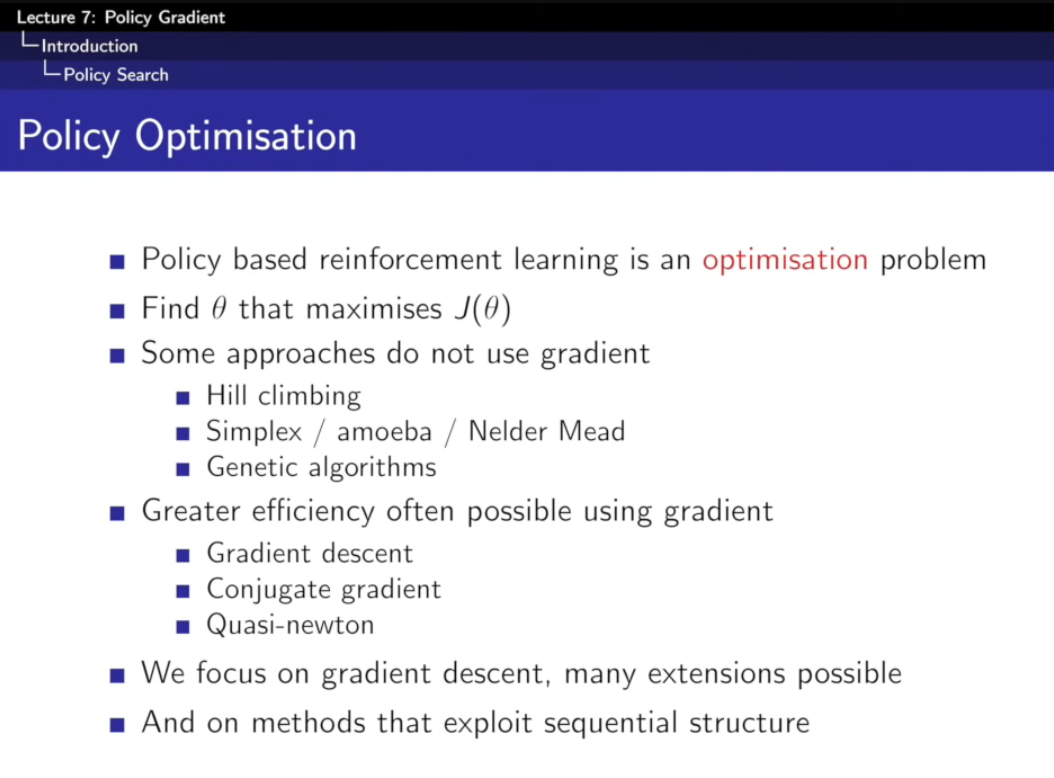 Lecture 7: Policy Gradient
Introduction
Policy Search
Policy Optimisation
Policy based reinforcement learning is an optimisation problem
Find θ that maximises J(θ)
Some approaches do not use gradient
Hill climbing
Simplex / amoeba / Nelder Mead
Genetic algorithms
Greater efficiency often possible using gradient
Gradient descent
Conjugate gradient
Quasi-newton
We focus on gradient descent, many extensions possible
And on methods that exploit sequential structure